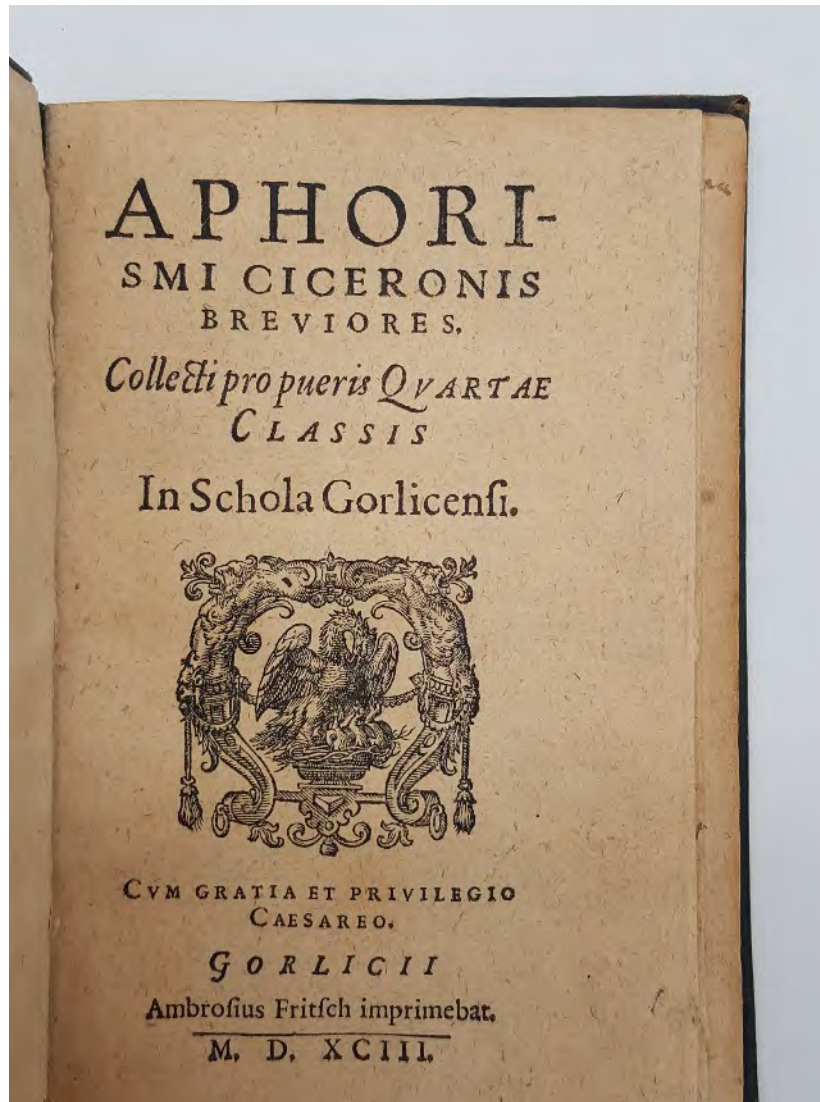 APHORI-
SMI CICERONIS
BREVIORES.
Collecti pro pueris QVARTAE
CLASSIS
In Schola Gorlicenſi.
CVM GRATIA ET PRIVILEGIO
CAESAREO.
GORLICII
Ambroſius Fritſch imprimebat.
M. D. XCIII.